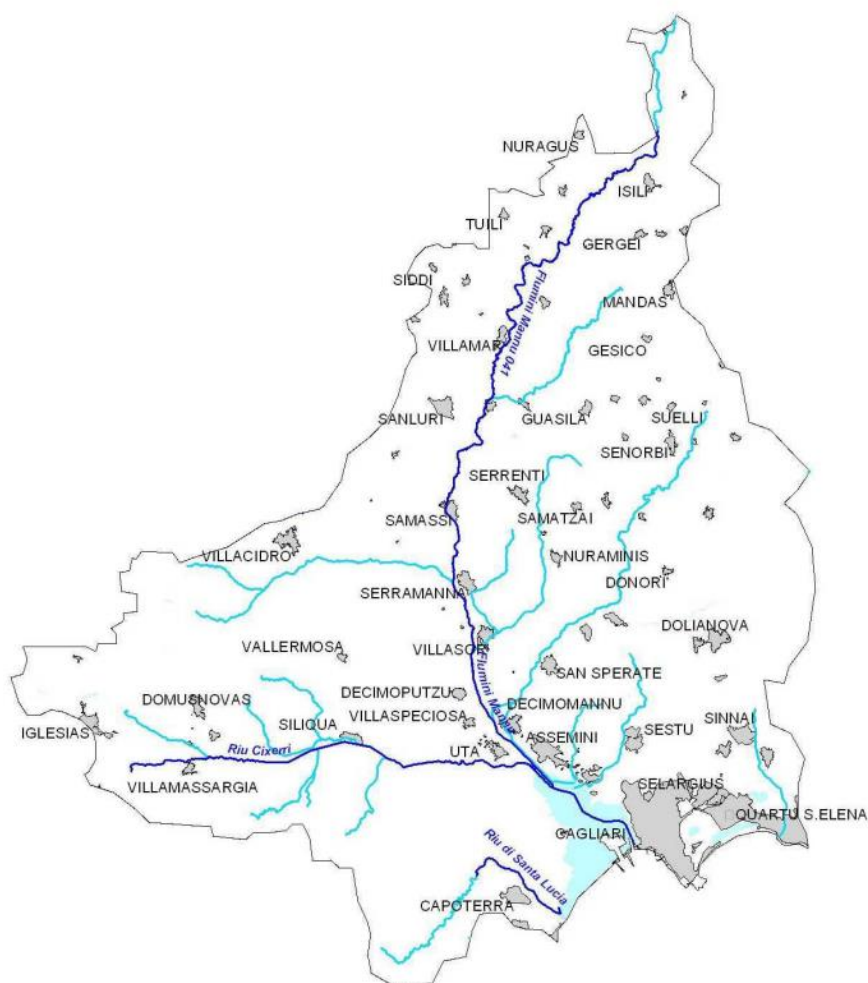 NURAGUS
ISILI
TUILI
GERGEI
SIDDI
MANDAS
Flumini Mannu 041
VILLAMAR
GESICO
SANLURI
GUASILA
SUELLI
SENORBI
SERRENTI
SAMASSI
SAMATZAI
VILLACIDRO
NURAMINIS
SERRAMANNA
DONORI
DOLIANOVA
VALLERMOSA
VILLASOR
Flumini Mannu
SAN SPERATE
DOMUSNOVAS
DECIMOPUTZU
DECIMOMANNU
IGLESIAS
SILIQUA
VILLASPECIOSA
SESTU
SINNAI
ASSEMINI
Riu Cixerri
UTA
VILLAMASSARGIA
SELARGIUS
QUARTU S.ELENA
CAGLIARI
Riu di Santa Lucia
CAPOTERRA